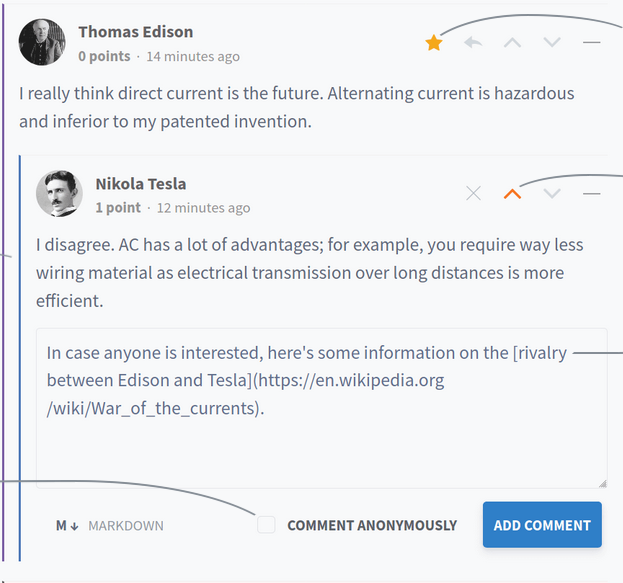 Thomas Edison
0 points · 14 minutes ago
I really think direct current is the future. Alternating current is hazardous
and inferior to my patented invention.
Nikola Tesla
1 point · 12 minutes ago
I disagree. AC has a lot of advantages; for example, you require way less
wiring material as electrical transmission over long distances is more
efficient.
In case anyone is interested, here's some information on the [rivalry
between Edison and Tesla](https://en.wikipedia.org
/wiki/War_of_the_currents).
M↓ MARKDOWN
COMMENT ANONYMOUSLY
ADD COMMENT